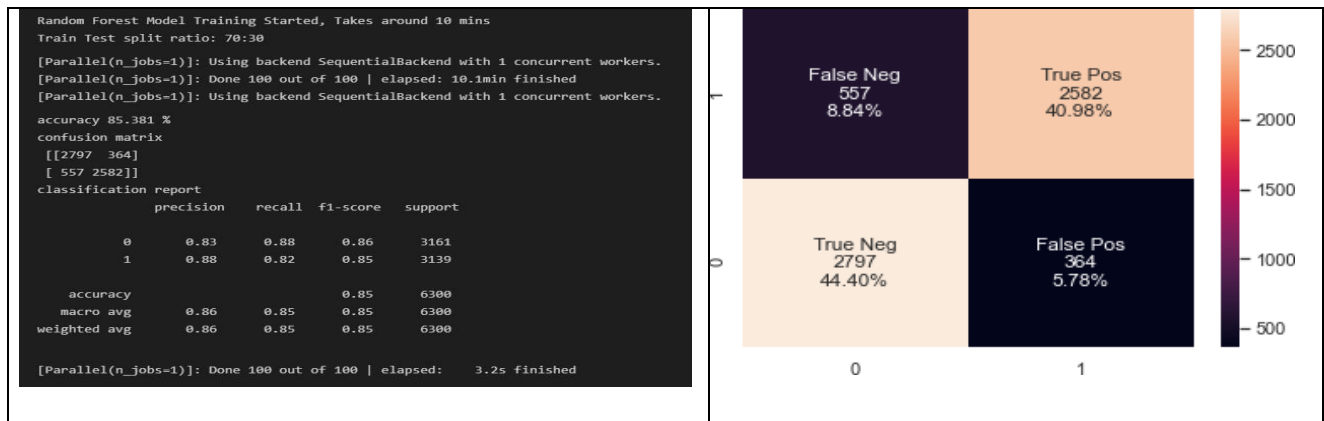 Random Forest Model Training Started, Takes around 10 mins
Train Test split ratio: 70:30
[Parallel(n_jobs=1)]: Using backend SequentialBackend with 1 concurrent workers.
[Parallel(n_jobs=1)]: Done 100 out of 100 | elapsed: 10.1min finished
[Parallel(n_jobs=1)]: Using backend SequentialBackend with 1 concurrent workers.
accuracy 85.381 %
confusion matrix
[[2797 364]
[ 557 2582]]
classification report
precision recall f1-score support
0 0.83 0.88 0.86 3161
1 0.88 0.82 0.85 3139
accuracy 0.85 6300
macro avg 0.86 0.85 0.85 6300
weighted avg 0.86 0.85 0.85 6300
[Parallel(n_jobs=1)]: Done 100 out of 100 | elapsed: 3.2s finished
1
False Neg
557
8.84%
True Pos
2582
40.98%
0
True Neg
2797
44.40%
False Pos
364
5.78%
0 1
2500
2000
1500
1000
500